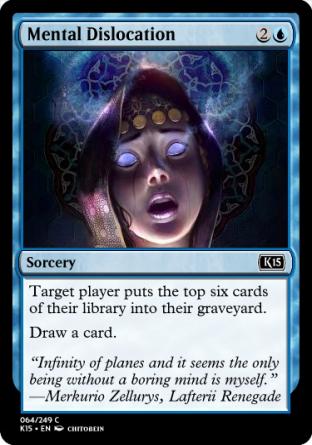 Mental Dislocation 2
K15
Sorcery
Target player puts the top six cards
of their library into their graveyard.
Draw a card.
“Infinity of planes and it seems the only
being without a boring mind is myself.”
—Merkurio Zellurys, Lafterii Renegade
064/249 C
K15 • EN CHITOBEIN